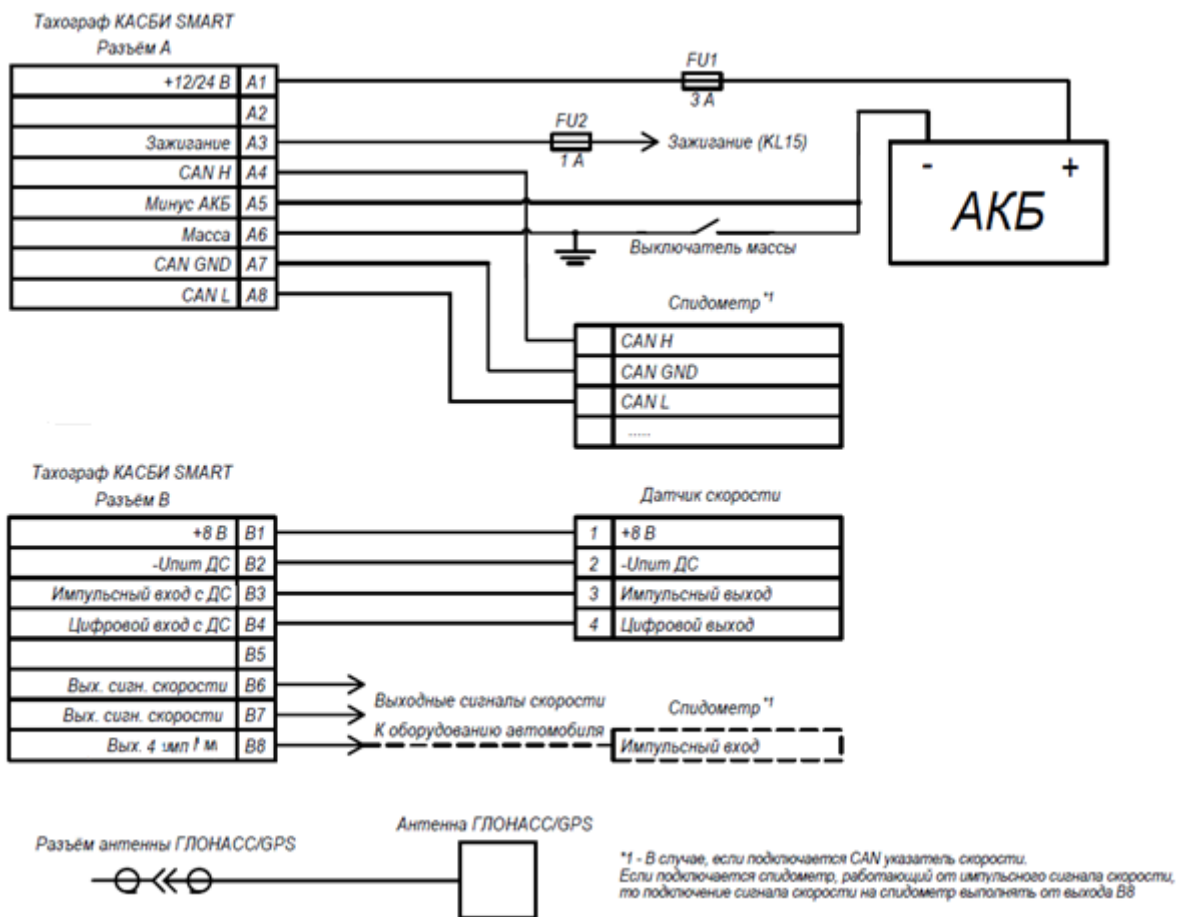 Тахограф КАСБИ SMART
Разъём А
+12/24 В A1
A2
Зажигание A3
CAN H A4
Минус АКБ A5
Масса A6
CAN GND A7
CAN L A8
FU1
3 А
FU2
1 А
Зажигание (KL15)
- +
АКБ
Выключатель массы
Спидометр *1
CAN H
CAN GND
CAN L
.....
Тахограф КАСБИ SMART
Разъём В
+8 В B1
-Uпит ДС B2
Импульсный вход с ДС B3
Цифровой вход с ДС B4
B5
Вых. сигн. скорости B6
Вых. сигн. скорости B7
Вых. 4 имп / м B8
Датчик скорости
1 +8 В
2 -Uпит ДС
3 Импульсный выход
4 Цифровой выход
Выходные сигналы скорости
К оборудованию автомобиля
Спидометр *1
Импульсный вход
Разъём антенны ГЛОНАСС/GPS
Антенна ГЛОНАСС/GPS
*1 - В случае, если подключается CAN указатель скорости.
Если подключается спидометр, работающий от импульсного сигнала скорости,
то подключение сигнала скорости на спидометр выполнять от выхода B8